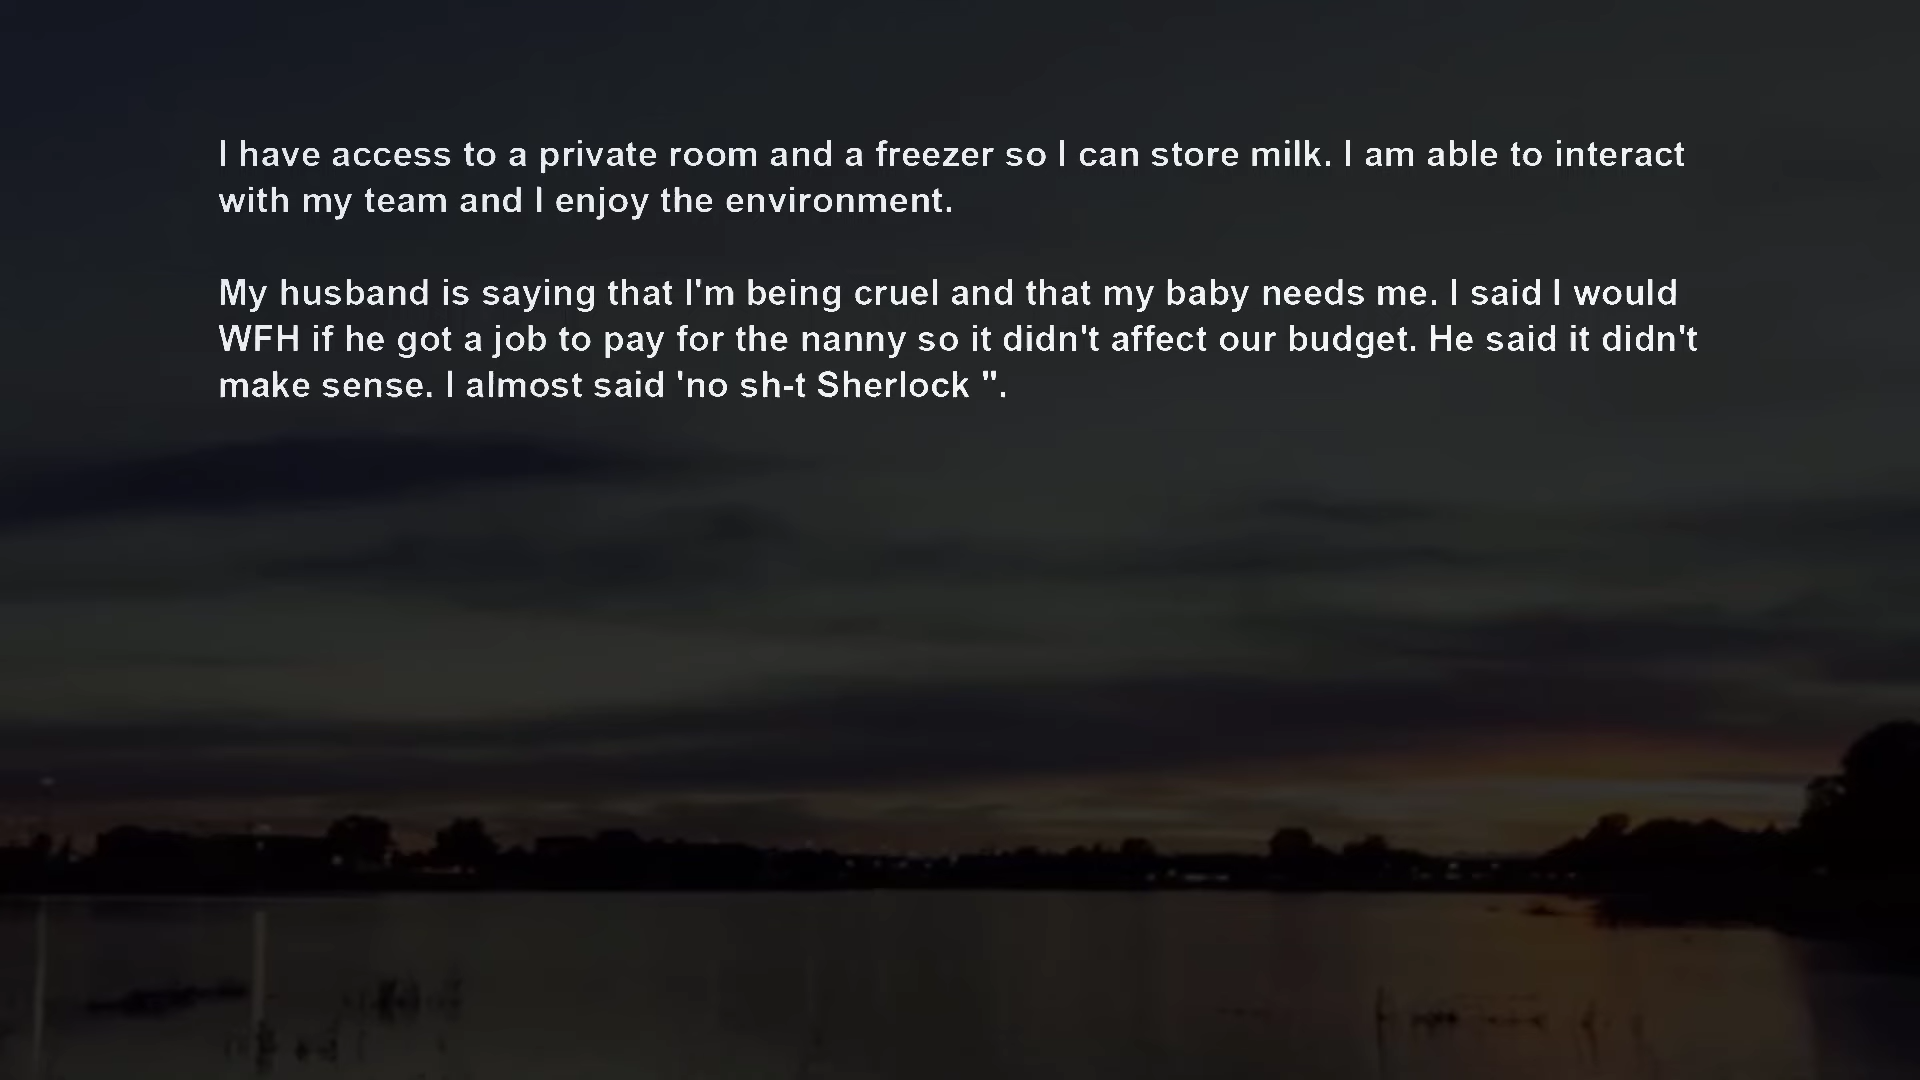 I have access to a private room and a freezer so I can store milk. I am able to interact
with my team and I enjoy the environment.
My husband is saying that I'm being cruel and that my baby needs me. I said I would
WFH if he got a job to pay for the nanny so it didn't affect our budget. He said it didn't
make sense. I almost said 'no sh-t Sherlock ".